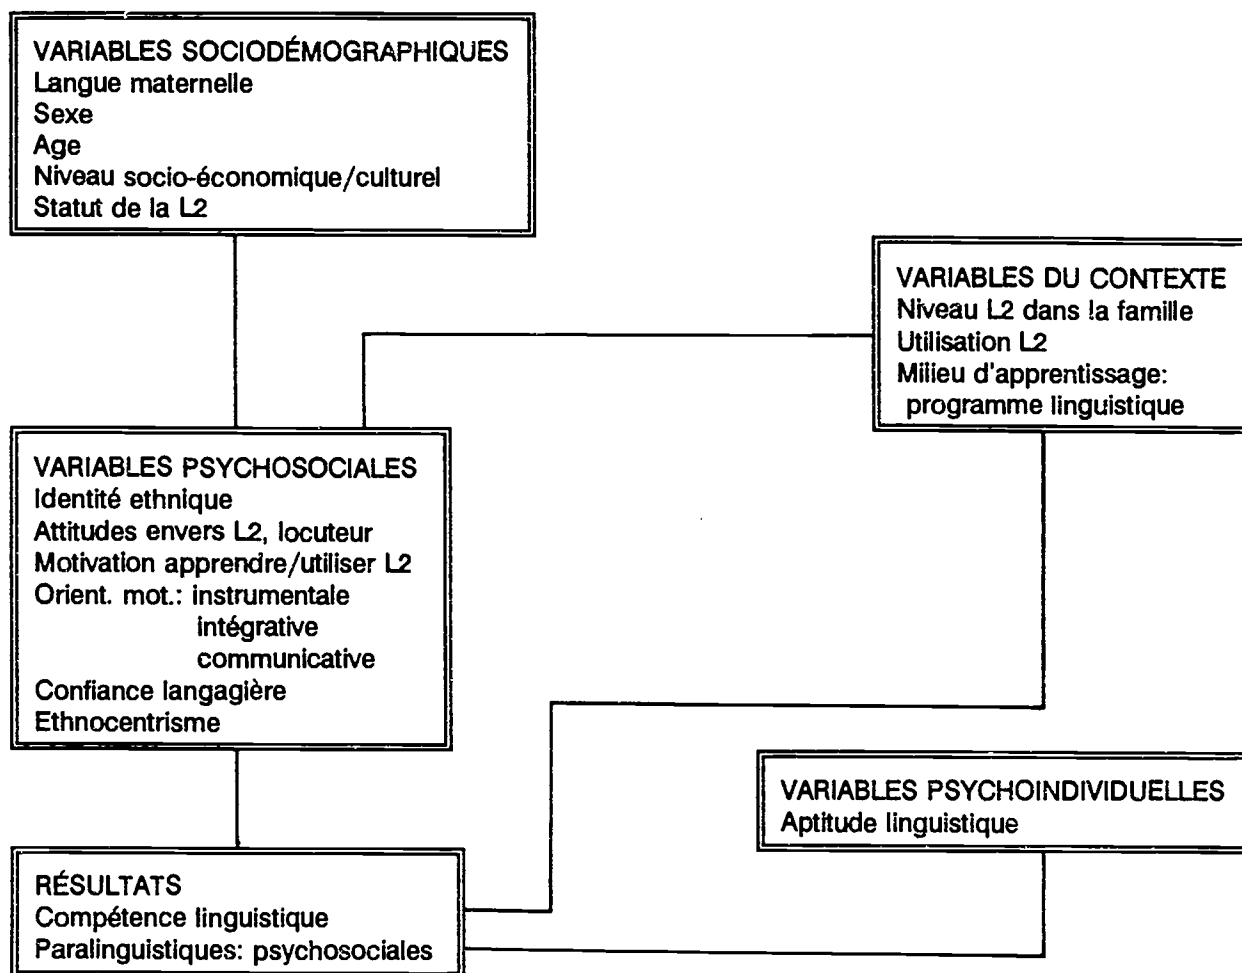 VARIABLES SOCIODÉMOGRAPHIQUES
Langue maternelle
Sexe
Age
Niveau socio-économique/culturel
Statut de la L2
VARIABLES DU CONTEXTE
Niveau L2 dans la famille
Utilisation L2
Milieu d'apprentissage:
programme linguistique
VARIABLES PSYCHOSOCIALES
Identité ethnique
Attitudes envers L2, locuteur
Motivation apprendre/utiliser L2
Orient. mot.: instrumentale
intégrative
communicative
Confiance langagière
Ethnocentrisme
VARIABLES PSYCHOINDIVIDUELLES
Aptitude linguistique
RÉSULTATS
Compétence linguistique
Paralinguistiques: psychosociales